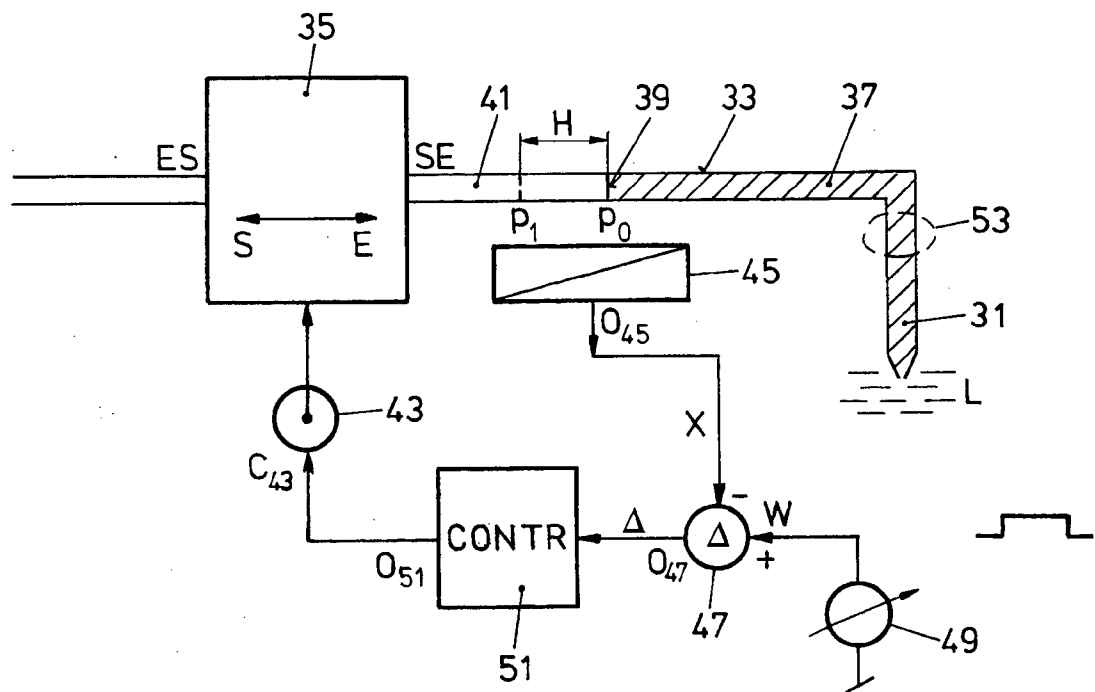 35
41
H
39
33
37
ES
SE
S E
p₁
p₀
53
45
O₄₅
31
L
43
X
C₄₃
CONTR
Δ
-
W
Δ
O₅₁
O₄₇
+
47
49
51